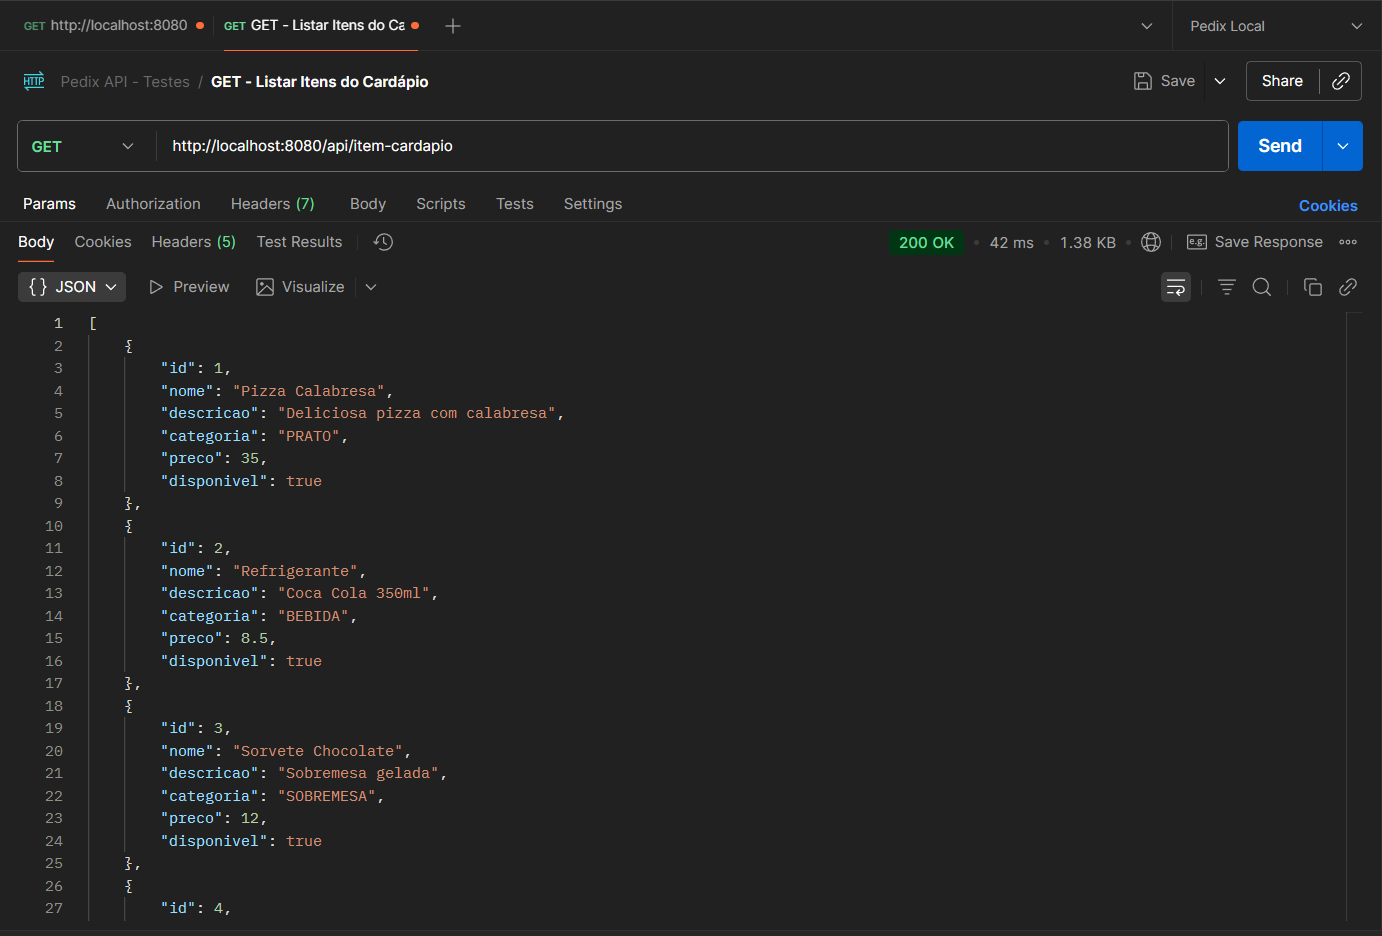 GET http://localhost:8080 GET GET - Listar Itens do Ca Pedix Local
HTTP Pedix API - Testes / GET - Listar Itens do Cardápio Save Share
GET http://localhost:8080/api/item-cardapio Send
Params Authorization Headers (7) Body Scripts Tests Settings Cookies
Body Cookies Headers (5) Test Results 200 OK • 42 ms • 1.38 KB • e.g. Save Response
{} JSON Preview Visualize
1 [
2 {
3 "id": 1,
4 "nome": "Pizza Calabresa",
5 "descricao": "Deliciosa pizza com calabresa",
6 "categoria": "PRATO",
7 "preco": 35,
8 "disponivel": true
9 },
10 {
11 "id": 2,
12 "nome": "Refrigerante",
13 "descricao": "Coca Cola 350ml",
14 "categoria": "BEBIDA",
15 "preco": 8.5,
16 "disponivel": true
17 },
18 {
19 "id": 3,
20 "nome": "Sorvete Chocolate",
21 "descricao": "Sobremesa gelada",
22 "categoria": "SOBREMESA",
23 "preco": 12,
24 "disponivel": true
25 },
26 {
27 "id": 4,